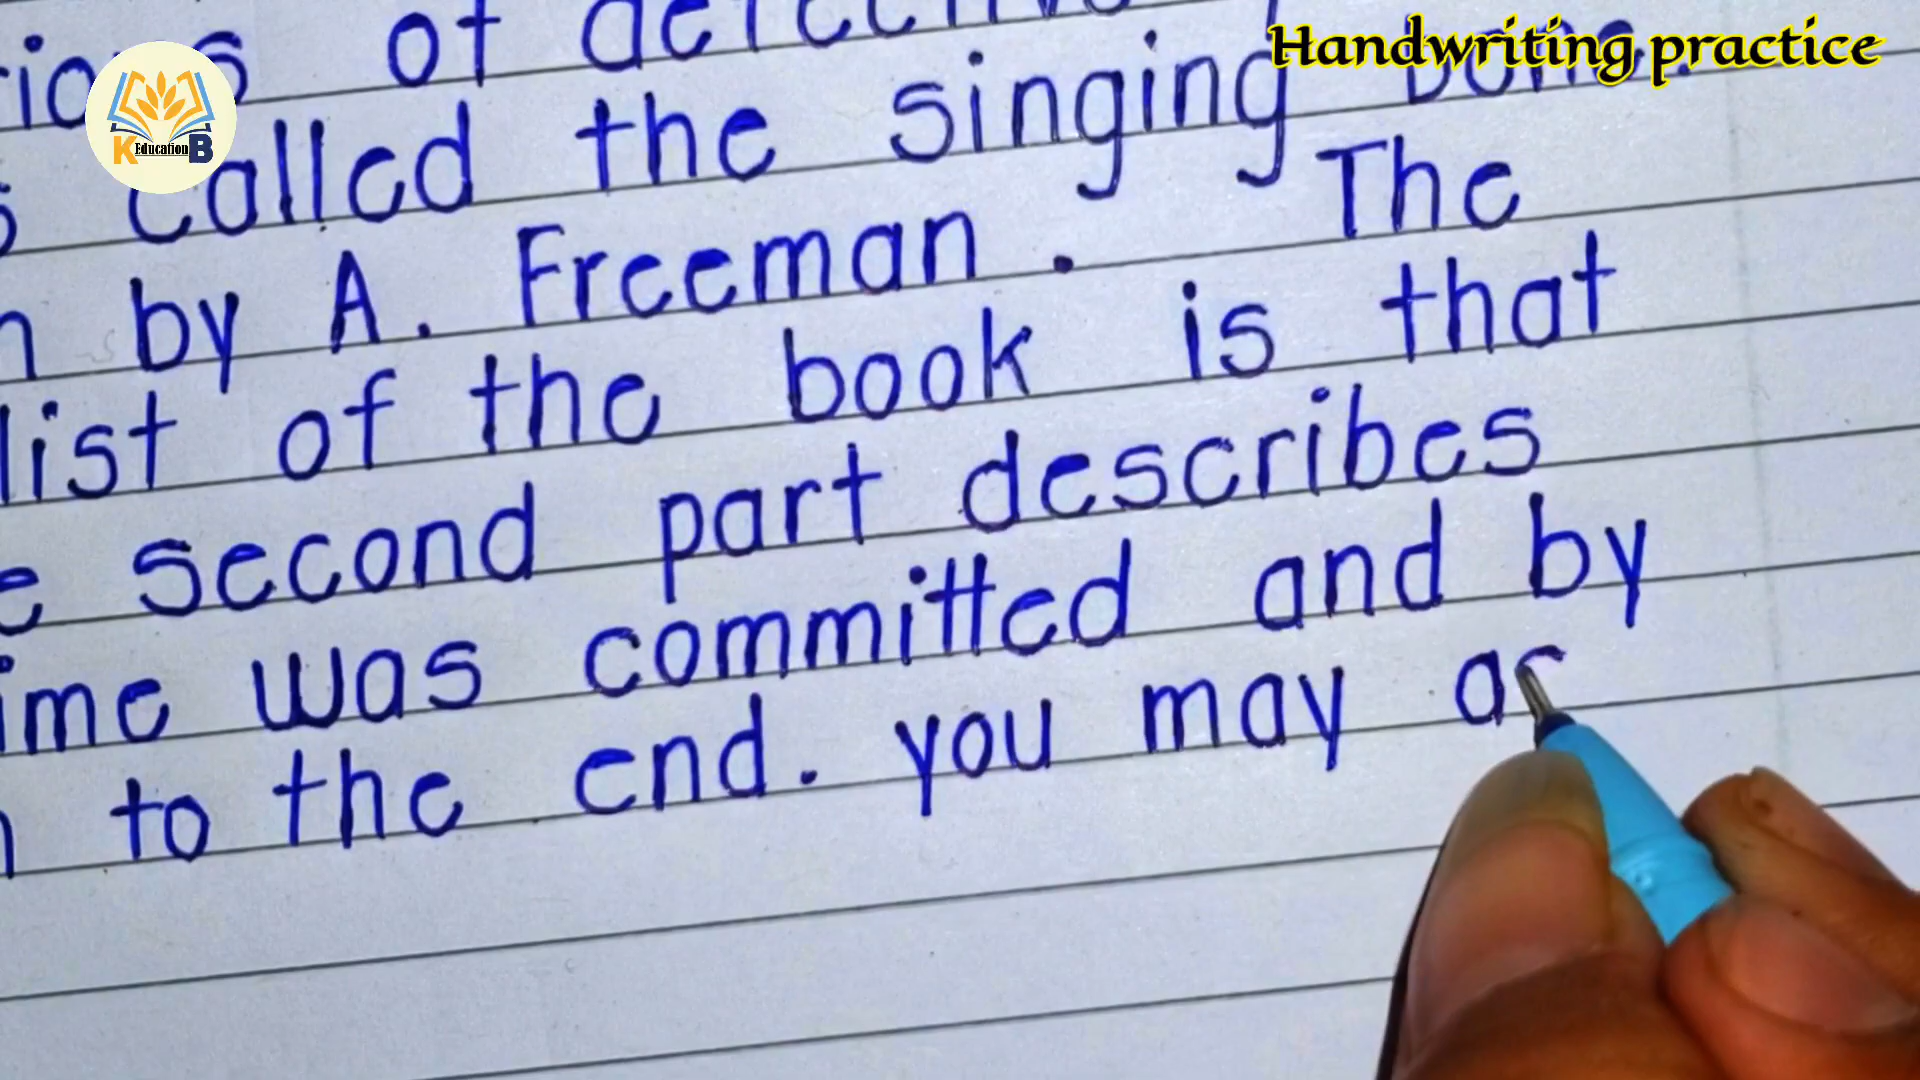 Handwriting practice
K Education B
of
called the singing
by A. Freeman. The
list of the book is that
second part describes
was committed and by
to the end. you may